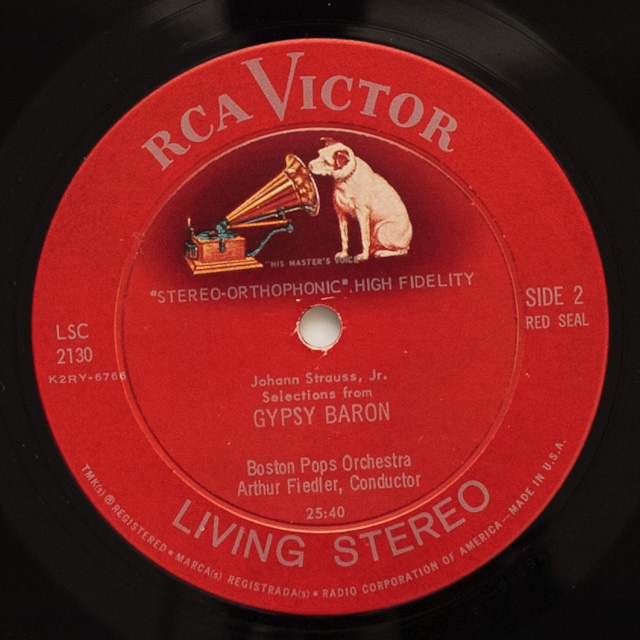 RCA VICTOR
"HIS MASTER'S VOICE"
"STEREO-ORTHOPHONIC" HIGH FIDELITY
LSC
2130
K2RY-6766
SIDE 2
RED SEAL
Johann Strauss, Jr.
Selections from
GYPSY BARON
Boston Pops Orchestra
Arthur Fiedler, Conductor
25:40
LIVING STEREO
TMK(s) ® REGISTERED • MARCA(s) REGISTRADA(s) • RADIO CORPORATION OF AMERICA—MADE IN U.S.A.